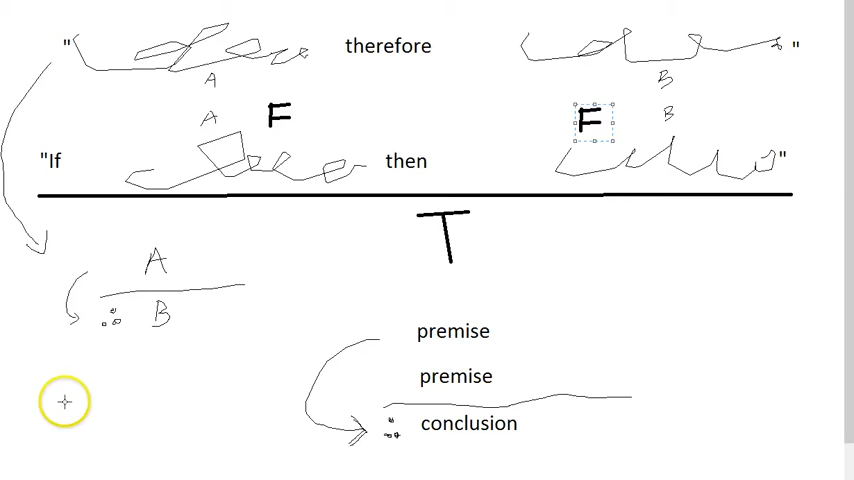 " therefore "
A B
A F F B
"If then "
T
A
∴ B
premise
premise
∴ conclusion